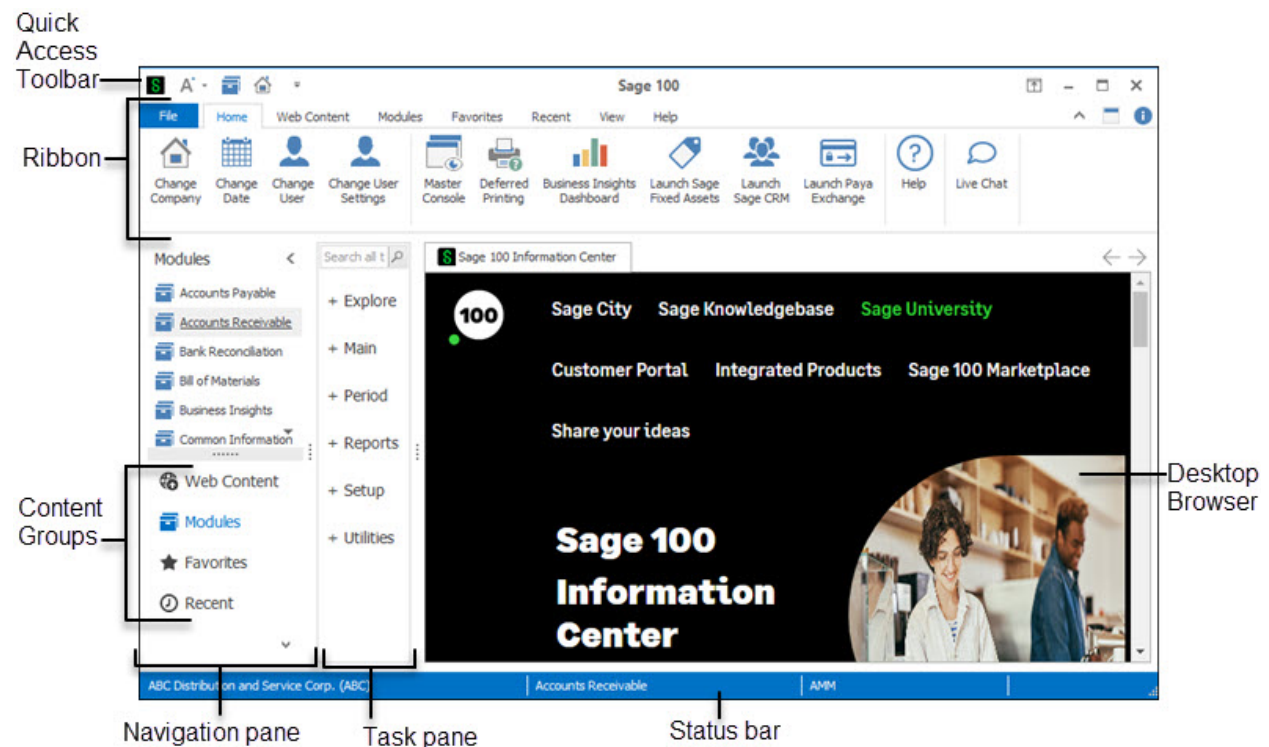 Quick
Access
Toolbar
Sage 100
File Home Web Content Modules Favorites Recent View Help
Ribbon
Change Company
Change Date
Change User
Change User Settings
Master Console
Deferred Printing
Business Insights Dashboard
Launch Sage Fixed Assets
Launch Sage CRM
Launch Paya Exchange
Help
Live Chat
Modules
Accounts Payable
Accounts Receivable
Bank Reconciliation
Bill of Materials
Business Insights
Common Information
Content
Groups
Web Content
Modules
Favorites
Recent
Search all t
+ Explore
+ Main
+ Period
+ Reports
+ Setup
+ Utilities
Sage 100 Information Center
100
Sage City Sage Knowledgebase Sage University
Customer Portal Integrated Products Sage 100 Marketplace
Share your ideas
Sage 100
Information
Center
Desktop
Browser
ABC Distribution and Service Corp. (ABC) Accounts Receivable AMM
Navigation pane
Task pane
Status bar